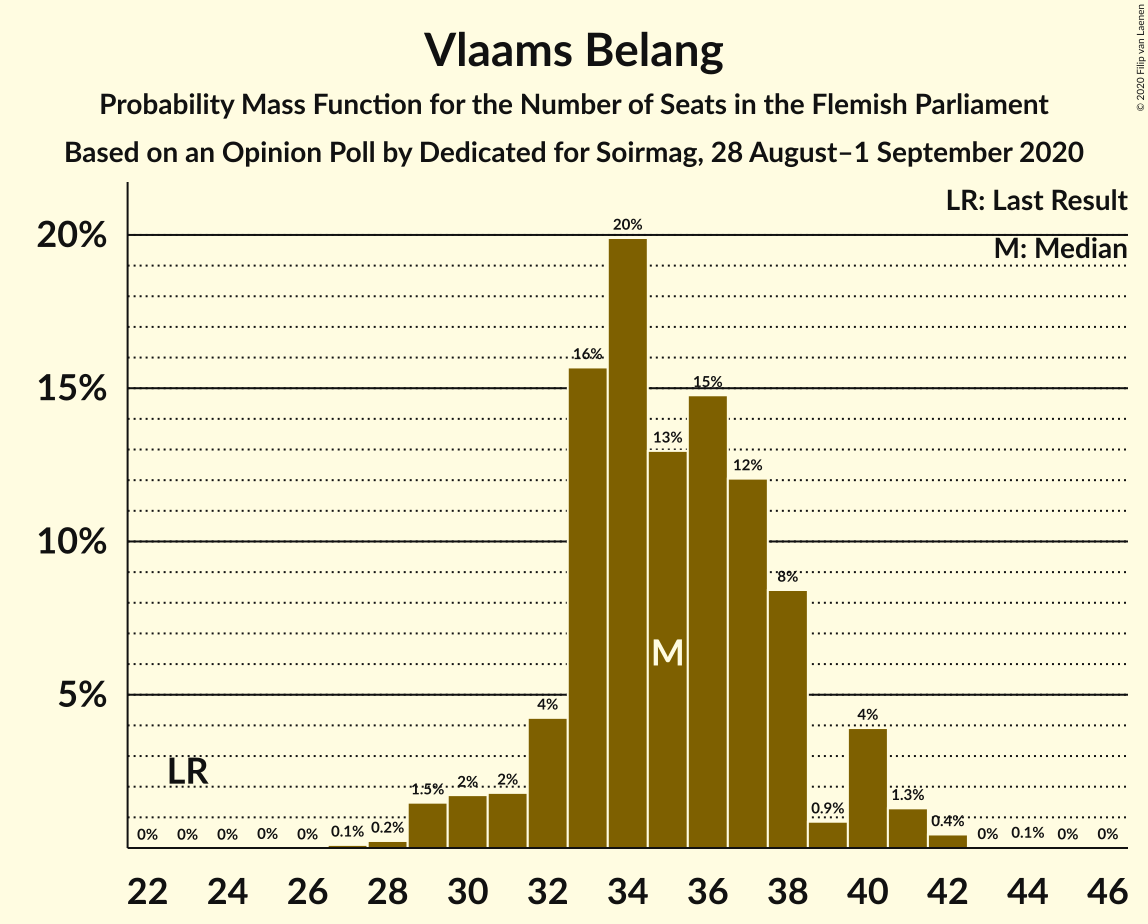 Vlaams Belang
Probability Mass Function for the Number of Seats in the Flemish Parliament
Based on an Opinion Poll by Dedicated for Soirmag, 28 August–1 September 2020
© 2020 Filip van Laenen
LR: Last Result
M: Median
20%
15%
10%
5%
0% 0% 0% 0% 0% 0.1% 0.2% 1.5% 2% 2% 4% 16% 20% 13% 15% 12% 8% 0.9% 4% 1.3% 0.4% 0% 0.1% 0% 0%
LR
M
22 24 26 28 30 32 34 36 38 40 42 44 46